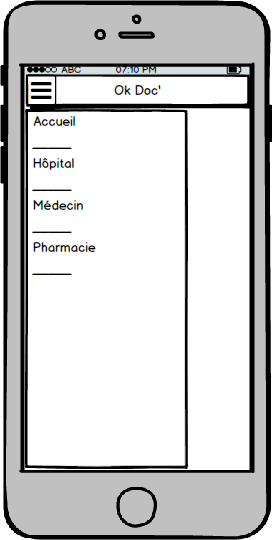 ABC 07:10 PM
Ok Doc'
Accueil
Hôpital
Médecin
Pharmacie